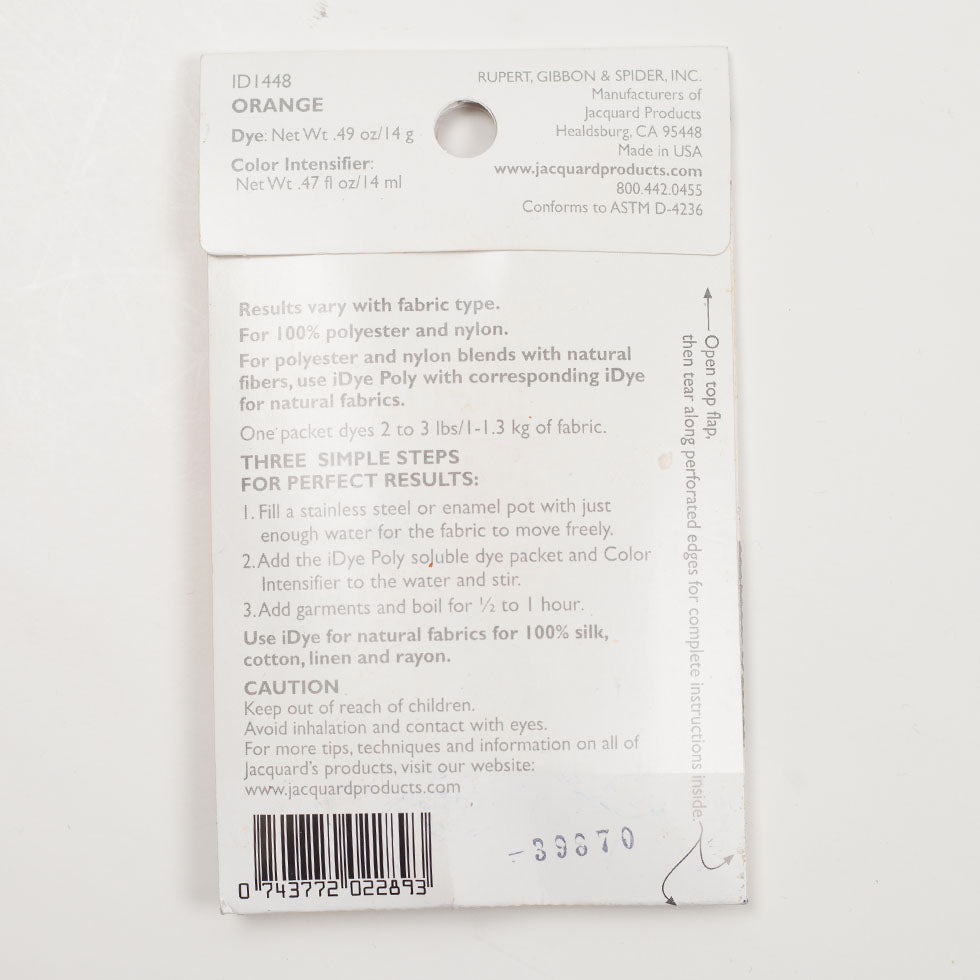 ID1448
ORANGE
Dye: Net Wt .49 oz/14 g
Color Intensifier:
Net Wt .47 fl oz/14 ml
RUPERT, GIBBON & SPIDER, INC.
Manufacturers of
Jacquard Products
Healdsburg, CA 95448
Made in USA
www.jacquardproducts.com
800.442.0455
Conforms to ASTM D-4236
Results vary with fabric type.
For 100% polyester and nylon.
For polyester and nylon blends with natural
fibers, use iDye Poly with corresponding iDye
for natural fabrics.
One packet dyes 2 to 3 lbs/1-1.3 kg of fabric.
THREE SIMPLE STEPS
FOR PERFECT RESULTS:
1. Fill a stainless steel or enamel pot with just
enough water for the fabric to move freely.
2. Add the iDye Poly soluble dye packet and Color
Intensifier to the water and stir.
3. Add garments and boil for ½ to 1 hour.
Use iDye for natural fabrics for 100% silk,
cotton, linen and rayon.
CAUTION
Keep out of reach of children.
Avoid inhalation and contact with eyes.
For more tips, techniques and information on all of
Jacquard's products, visit our website:
www.jacquardproducts.com
Open top flap,
then tear along perforated edges for complete instructions inside.
0 743772 022893